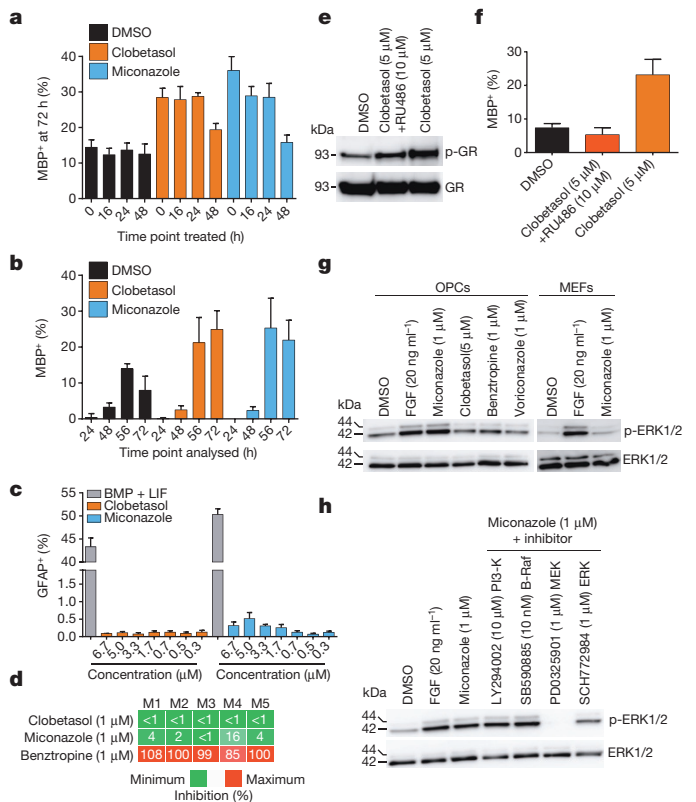 a
DMSO
Clobetasol
Miconazole
MBP+ at 72 h (%)
40
30
20
10
0
0 16 24 48 0 16 24 48 0 16 24 48
Time point treated (h)
b
DMSO
Clobetasol
Miconazole
MBP+ (%)
40
30
20
10
0
24 48 56 72 24 48 56 72 24 48 56 72
Time point analysed (h)
c
BMP + LIF
Clobetasol
Miconazole
GFAP+ (%)
55
50
45
40
1.0
0.5
0.0
6.7 5.0 3.3 1.7 0.7 0.5 0.3 6.7 5.0 3.3 1.7 0.7 0.5 0.3
Concentration (μM) Concentration (μM)
d
M1 M2 M3 M4 M5
Clobetasol (1 μM) <1 <1 <1 <1 <1
Miconazole (1 μM) 4 2 <1 16 4
Benztropine (1 μM) 108 100 99 85 100
Minimum Maximum
Inhibition (%)
e
DMSO
Clobetasol (5 μM)
+RU486 (10 μM)
Clobetasol (5 μM)
kDa
93 p-GR
93 GR
f
MBP+ (%)
30
20
10
0
DMSO
Clobetasol (5 μM)
+RU486 (10 μM)
Clobetasol (5 μM)
g
OPCs MEFs
DMSO
FGF (20 ng ml−1)
Miconazole (1 μM)
Clobetasol(5 μM)
Benztropine (1 μM)
Voriconazole (1 μM)
DMSO
FGF (20 ng ml−1)
Miconazole (1 μM)
kDa
44
42
p-ERK1/2
44
42
ERK1/2
h
Miconazole (1 μM)
+ inhibitor
DMSO
FGF (20 ng ml−1)
Miconazole (1 μM)
LY294002 (10 μM) PI3-K
SB590885 (10 nM) B-Raf
PD0325901 (1 μM) MEK
SCH772984 (1 μM) ERK
kDa
44
42
p-ERK1/2
44
42
ERK1/2